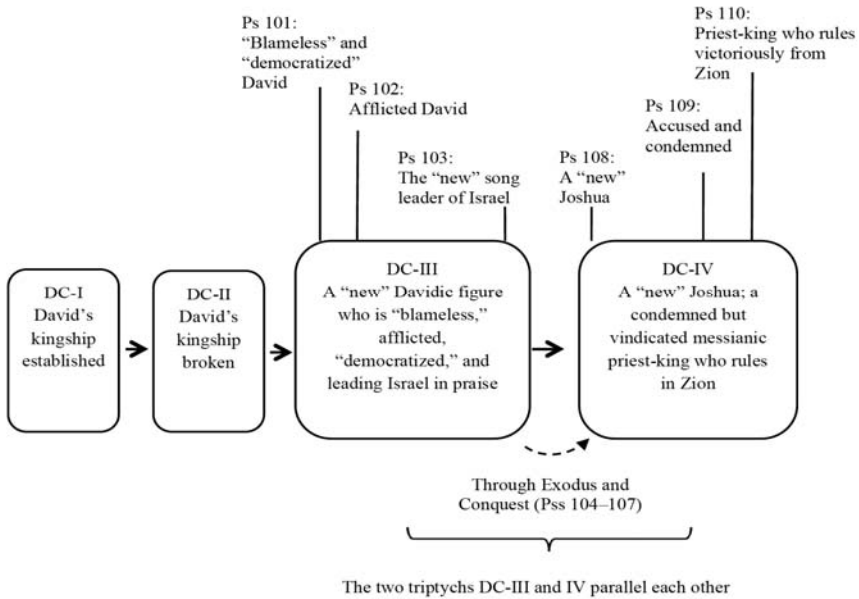 Ps 101:
“Blameless” and
“democratized”
David
Ps 102:
Afflicted David
Ps 103:
The “new” song
leader of Israel
Ps 108:
A “new”
Joshua
Ps 109:
Accused and
condemned
Ps 110:
Priest-king who rules
victoriously from
Zion
DC-I
David’s
kingship
established
DC-II
David’s
kingship
broken
DC-III
A “new” Davidic figure
who is “blameless,”
afflicted,
“democratized,” and
leading Israel in praise
DC-IV
A “new” Joshua; a
condemned but
vindicated messianic
priest-king who rules
in Zion
Through Exodus and
Conquest (Pss 104–107)
The two triptychs DC-III and IV parallel each other